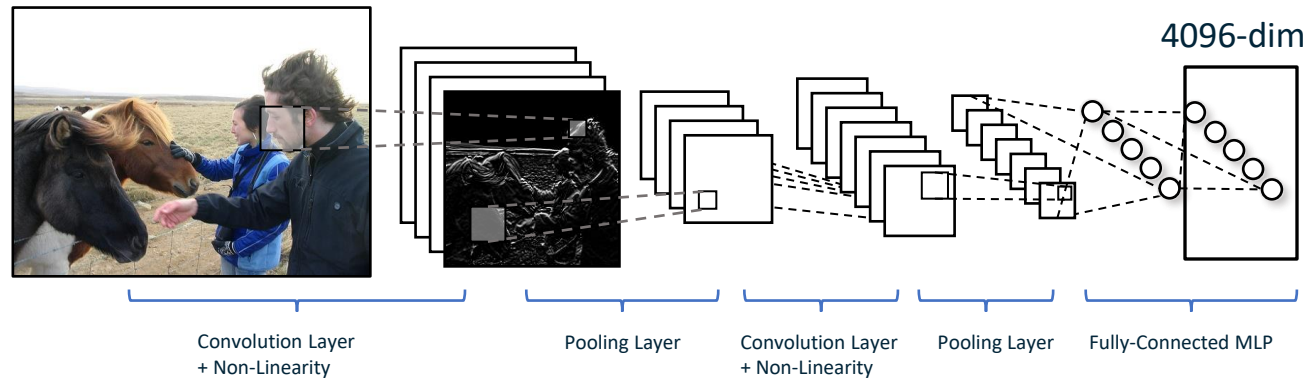 4096-dim
Convolution Layer
+ Non-Linearity
Pooling Layer
Convolution Layer
+ Non-Linearity
Pooling Layer
Fully-Connected MLP